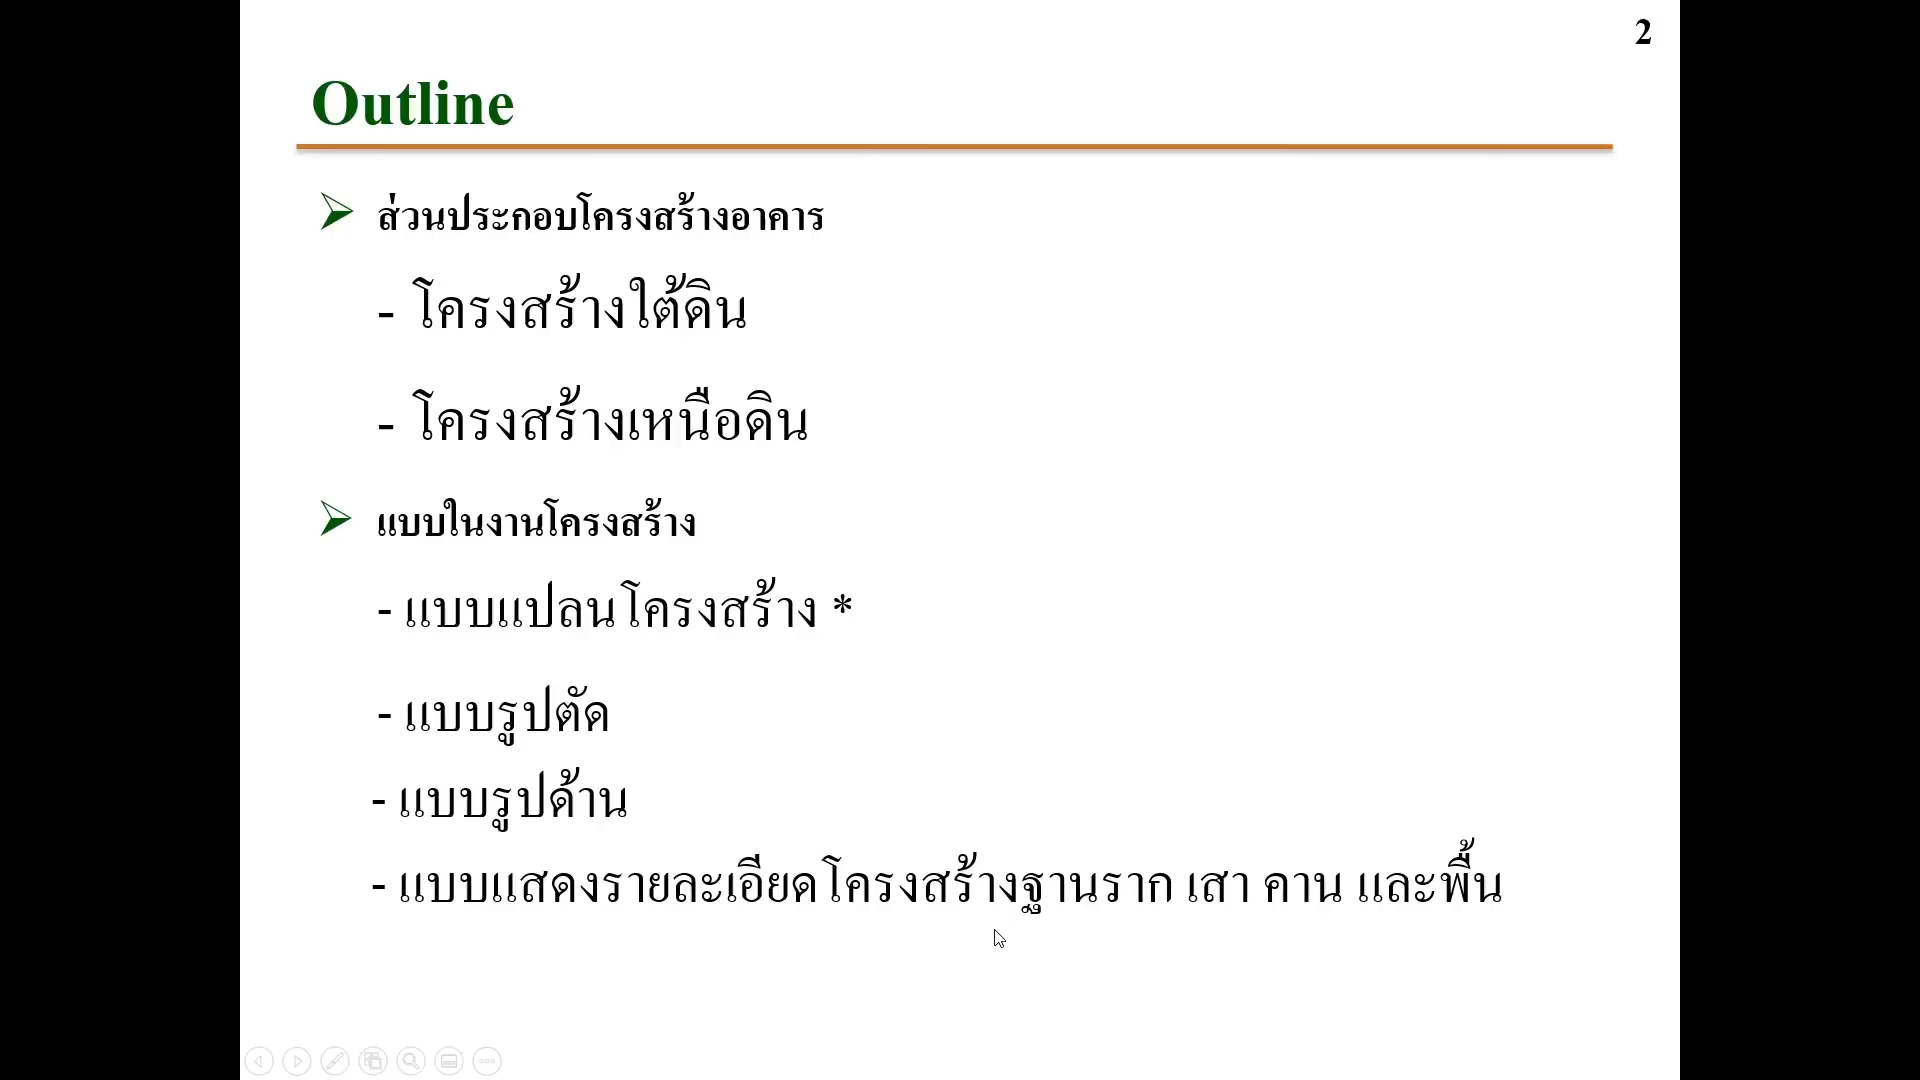 2
Outline
ส่วนประกอบโครงสร้างอาคาร
- โครงสร้างใต้ดิน
- โครงสร้างเหนือดิน
แบบในงานโครงสร้าง
- แบบแปลนโครงสร้าง *
- แบบรูปตัด
- แบบรูปด้าน
- แบบแสดงรายละเอียดโครงสร้างฐานราก เสา คาน และพื้น